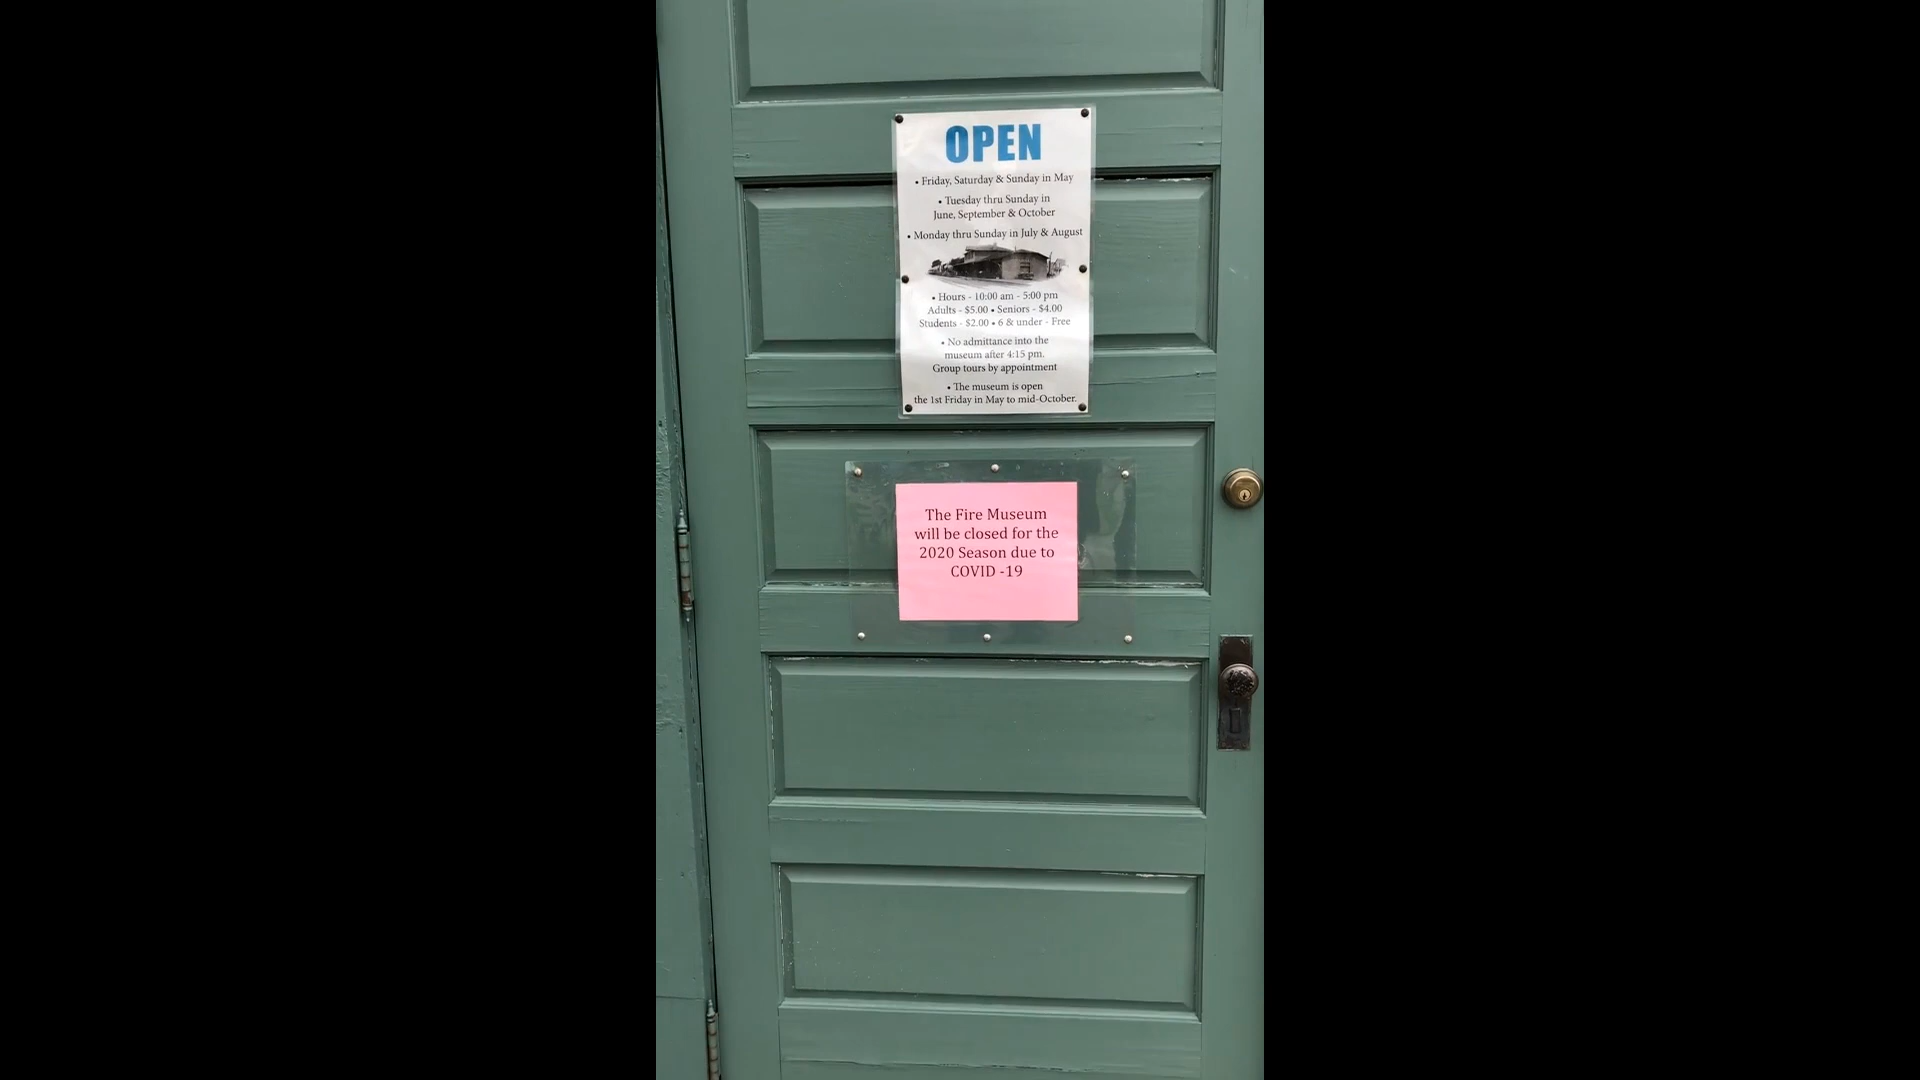 OPEN
• Friday, Saturday & Sunday in May
• Tuesday thru Sunday in
June, September & October
• Monday thru Sunday in July & August
• Hours - 10:00 am - 5:00 pm
Adults - $5.00 • Seniors - $4.00
Students - $2.00 • 6 & under - Free
• No admittance into the
museum after 4:15 pm.
Group tours by appointment
• The museum is open
the 1st Friday in May to mid-October.
The Fire Museum
will be closed for the
2020 Season due to
COVID -19